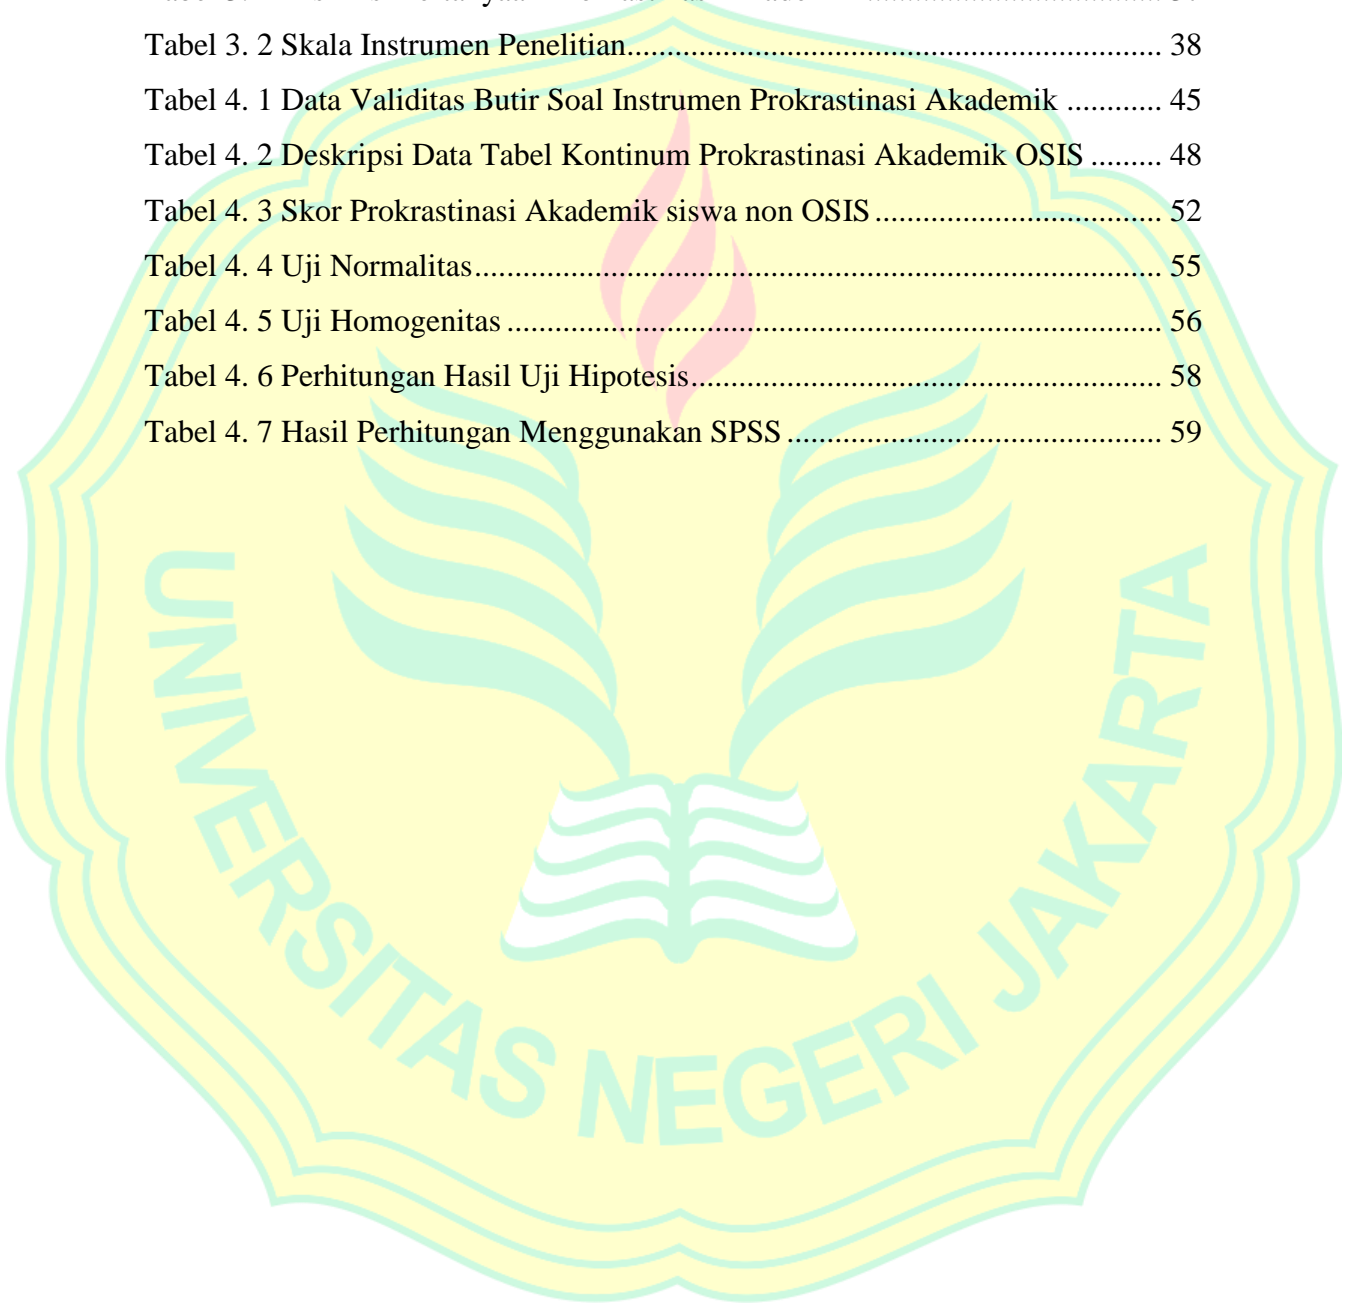 Tabel 3. 2 Skala Instrumen Penelitian................................................................. 38
Tabel 4. 1 Data Validitas Butir Soal Instrumen Prokrastinasi Akademik ............ 45
Tabel 4. 2 Deskripsi Data Tabel Kontinum Prokrastinasi Akademik OSIS ......... 48
Tabel 4. 3 Skor Prokrastinasi Akademik siswa non OSIS ................................... 52
Tabel 4. 4 Uji Normalitas .................................................................................... 55
Tabel 4. 5 Uji Homogenitas ................................................................................ 56
Tabel 4. 6 Perhitungan Hasil Uji Hipotesis.......................................................... 58
Tabel 4. 7 Hasil Perhitungan Menggunakan SPSS .............................................. 59
UNIVERSITAS NEGERI JAKARTA